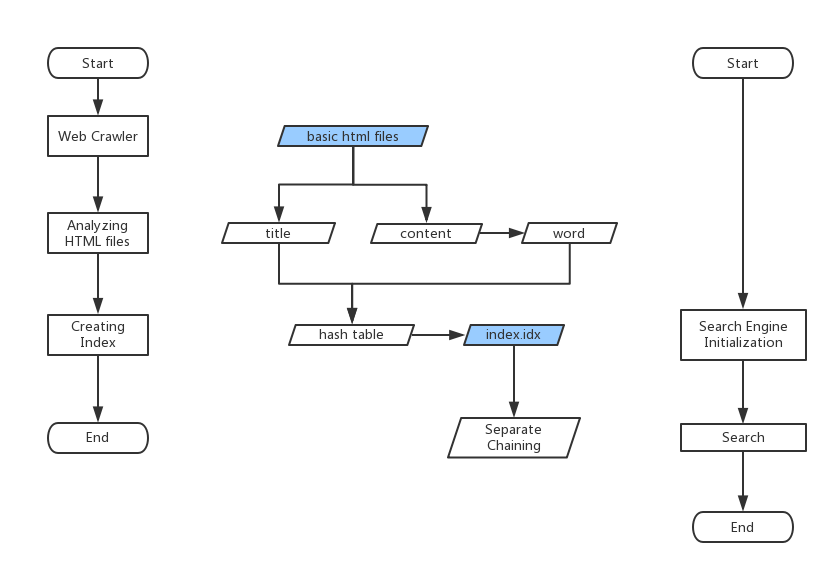 Start
Web Crawler
Analyzing
HTML files
Creating
Index
End
basic html files
title
content
word
hash table
index.idx
Separate
Chaining
Start
Search Engine
Initialization
Search
End